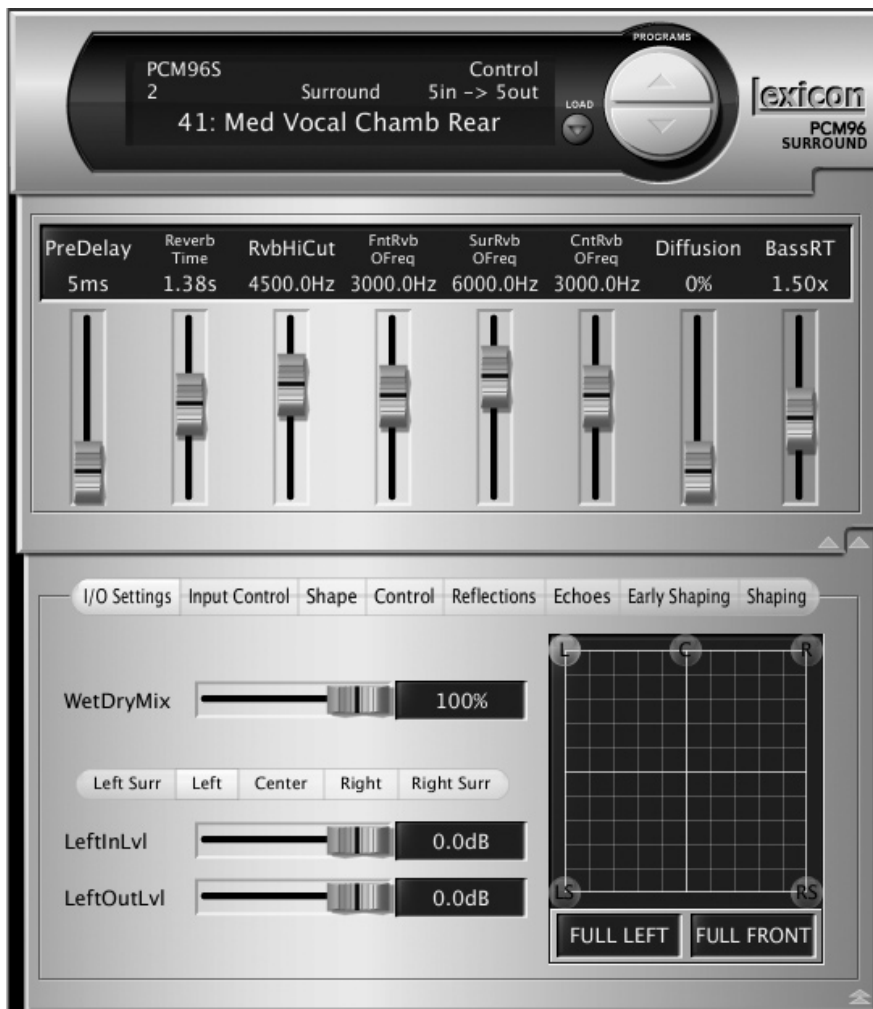 PROGRAMS
PCM96S Control
2 Surround 5in -> 5out
41: Med Vocal Chamb Rear
LOAD
lexicon
PCM96
SURROUND
PreDelay Reverb Time RvbHiCut FntRvb OFreq SurRvb OFreq CntRvb OFreq Diffusion BassRT
5ms 1.38s 4500.0Hz 3000.0Hz 6000.0Hz 3000.0Hz 0% 1.50x
I/O Settings Input Control Shape Control Reflections Echoes Early Shaping Shaping
L C R
WetDryMix 100%
Left Surr Left Center Right Right Surr
LeftInLvl 0.0dB
LeftOutLvl 0.0dB
LS RS
FULL LEFT FULL FRONT